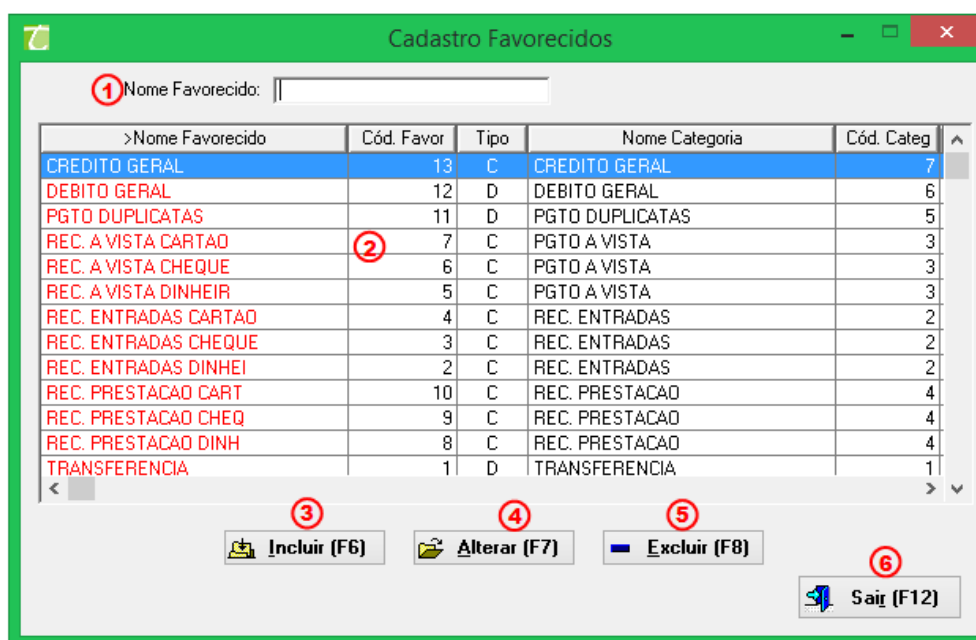 Cadastro Favorecidos
1 Nome Favorecido:
>Nome Favorecido Cód. Favor Tipo Nome Categoria Cód. Categ
CREDITO GERAL 13 C CREDITO GERAL 7
DEBITO GERAL 12 D DEBITO GERAL 6
PGTO DUPLICATAS 11 D PGTO DUPLICATAS 5
REC. A VISTA CARTAO 2 7 C PGTO A VISTA 3
REC. A VISTA CHEQUE 6 C PGTO A VISTA 3
REC. A VISTA DINHEIR 5 C PGTO A VISTA 3
REC. ENTRADAS CARTAO 4 C REC. ENTRADAS 2
REC. ENTRADAS CHEQUE 3 C REC. ENTRADAS 2
REC. ENTRADAS DINHEI 2 C REC. ENTRADAS 2
REC. PRESTACAO CART 10 C REC. PRESTACAO 4
REC. PRESTACAO CHEQ 9 C REC. PRESTACAO 4
REC. PRESTACAO DINH 8 C REC. PRESTACAO 4
TRANSFERENCIA 1 D TRANSFERENCIA 1
3 4 5
Incluir (F6) Alterar (F7) Excluir (F8)
6
Sair (F12)